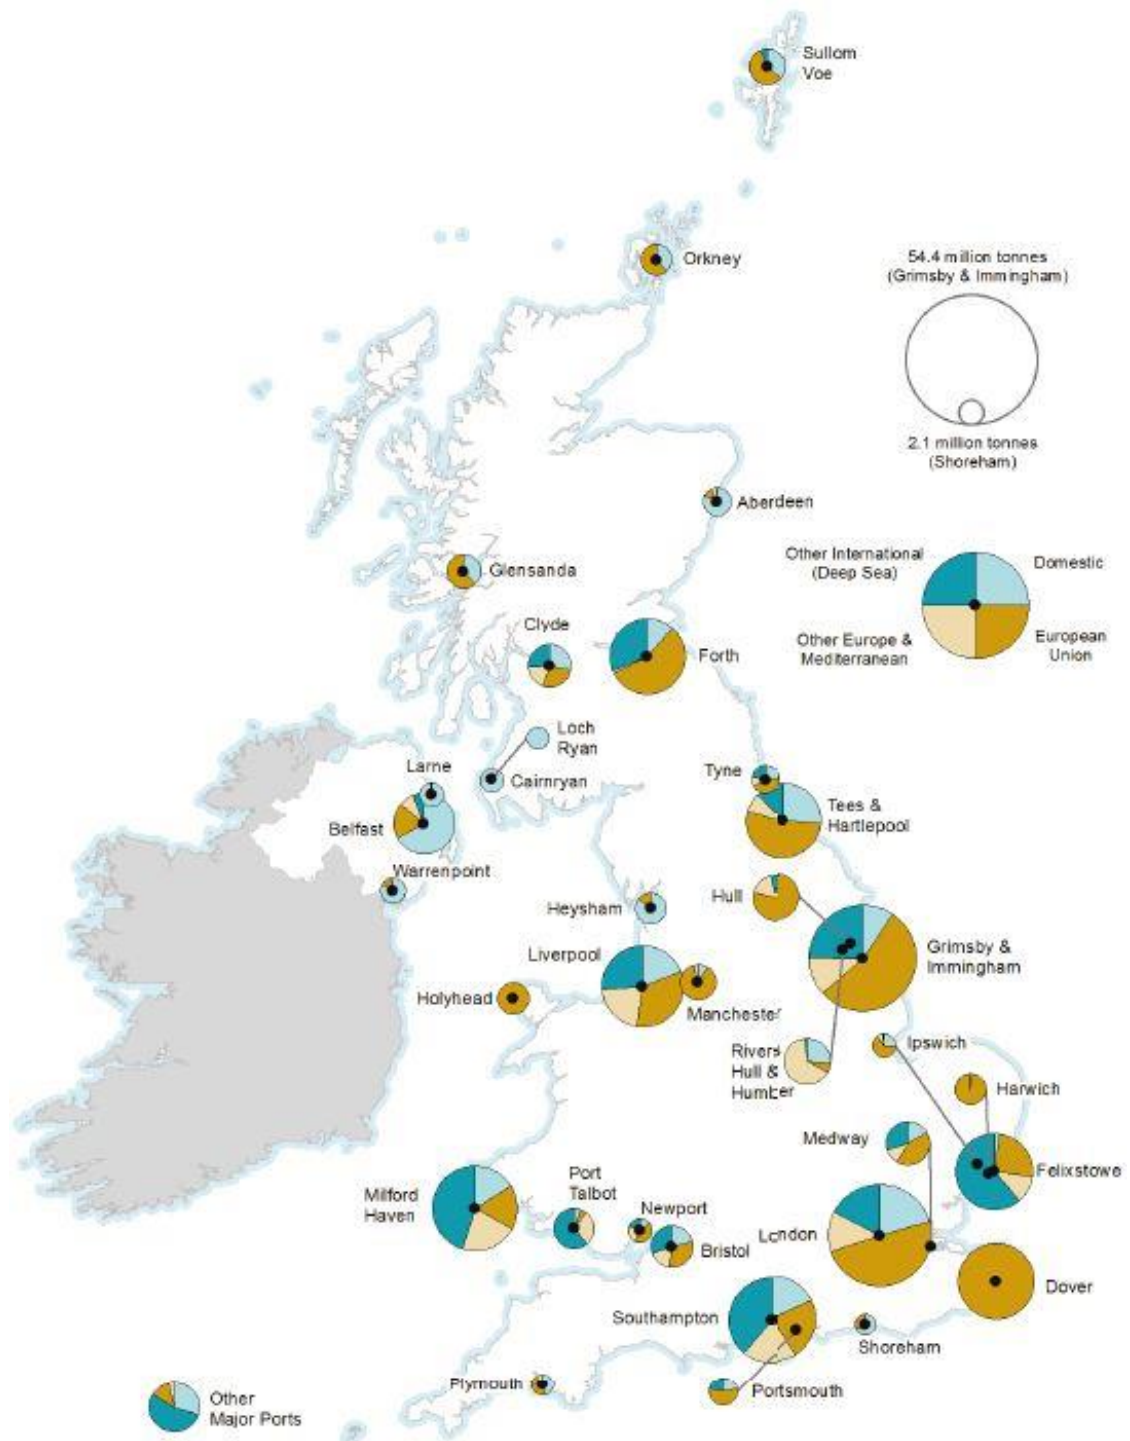 Sullom
Voe
Orkney
54.4 million tonnes
(Grimsby & Immingham)
2.1 million tonnes
(Shoreham)
Aberdeen
Other International
(Deep Sea)
Domestic
Other Europe &
Mediterranean
European
Union
Glensanda
Clyde
Forth
Loch
Ryan
Cairnryan
Larne
Belfast
Warrenpoint
Tyne
Tees &
Hartlepool
Hull
Heysham
Liverpool
Grimsby &
Immingham
Holyhead
Manchester
Rivers
Hull &
Humber
Ipswich
Harwich
Medway
Felixstowe
Milford
Haven
Port
Talbot
Newport
Bristol
London
Dover
Southampton
Shoreham
Plymouth
Portsmouth
Other
Major Ports